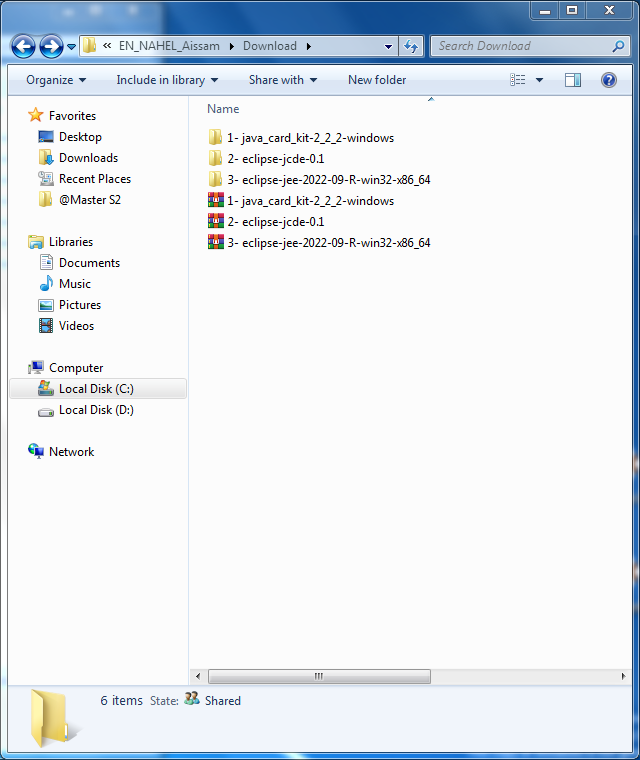 « EN_NAHEL_Aissam Download
Search Download
Organize Include in library Share with New folder
Favorites
Desktop
Downloads
Recent Places
@Master S2
Libraries
Documents
Music
Pictures
Videos
Computer
Local Disk (C:)
Local Disk (D:)
Network
Name
1- java_card_kit-2_2_2-windows
2- eclipse-jcde-0.1
3- eclipse-jee-2022-09-R-win32-x86_64
1- java_card_kit-2_2_2-windows
2- eclipse-jcde-0.1
3- eclipse-jee-2022-09-R-win32-x86_64
6 items State: Shared